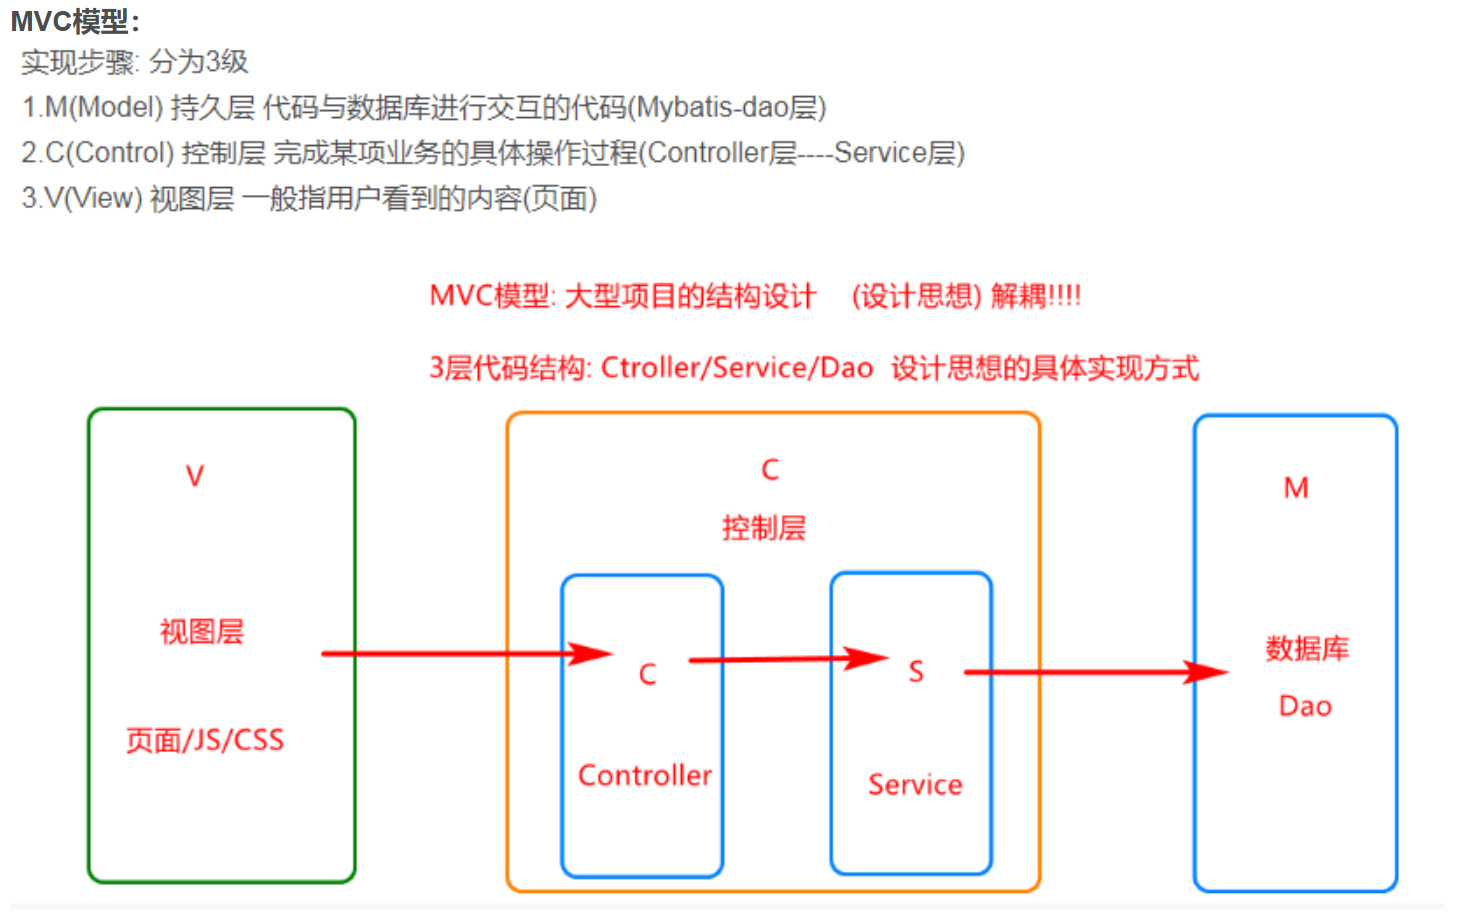 MVC模型：
实现步骤: 分为3级
1.M(Model) 持久层 代码与数据库进行交互的代码(Mybatis-dao层)
2.C(Control) 控制层 完成某项业务的具体操作过程(Controller层----Service层)
3.V(View) 视图层 一般指用户看到的内容(页面)
MVC模型: 大型项目的结构设计 (设计思想) 解耦!!!!
3层代码结构: Ctroller/Service/Dao 设计思想的具体实现方式
V
视图层
页面/JS/CSS
C
控制层
C
Controller
S
Service
M
数据库
Dao